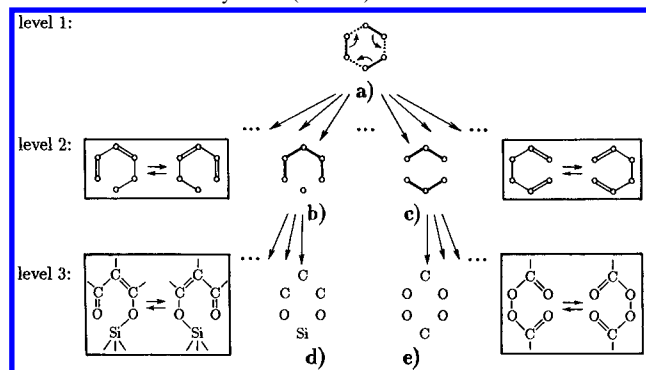 level 1:
a)
... ... ...
level 2:
b) c)
...
level 3:
C C C C
C C C C C C O O C O O C
O O O O O O O O O O O O
Si Si Si C C C
d) e)